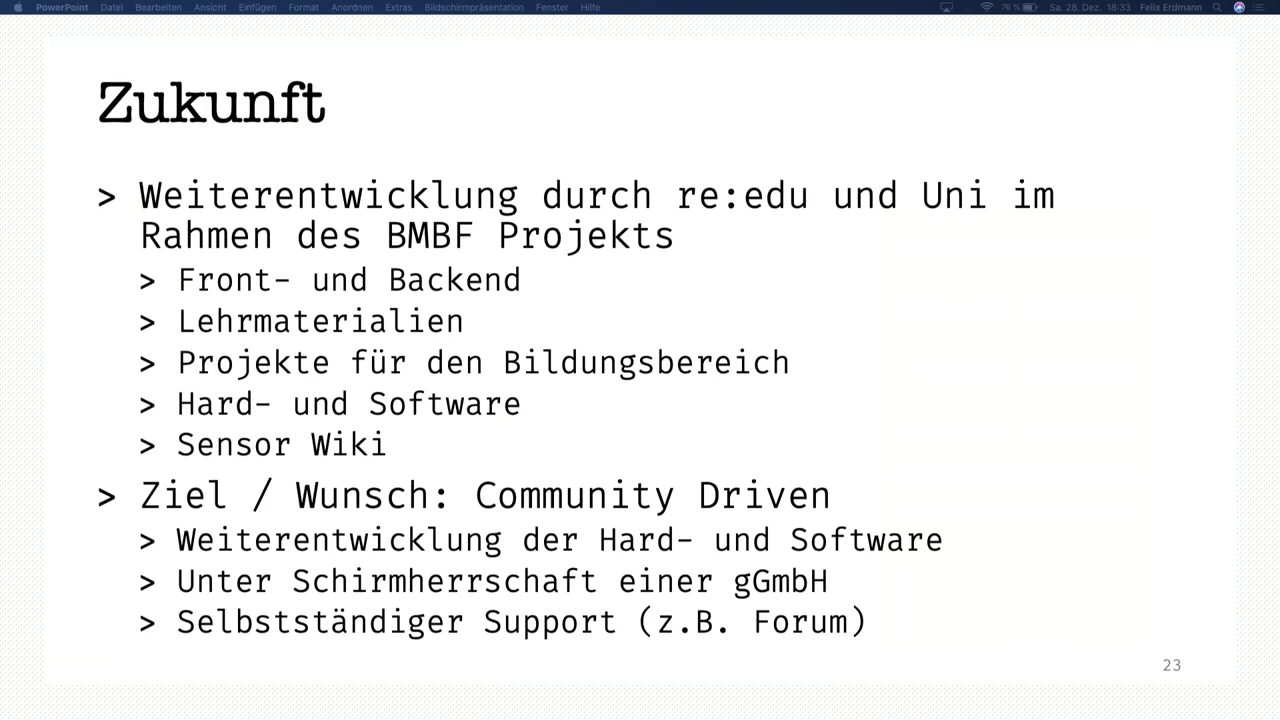 PowerPoint Datei Bearbeiten Ansicht Einfügen Format Anordnen Extras Bildschirmpräsentation Fenster Hilfe 76 % Sa. 28. Dez. 18:33 Felix Erdmann
Zukunft
> Weiterentwicklung durch re:edu und Uni im
Rahmen des BMBF Projekts
> Front- und Backend
> Lehrmaterialien
> Projekte für den Bildungsbereich
> Hard- und Software
> Sensor Wiki
> Ziel / Wunsch: Community Driven
> Weiterentwicklung der Hard- und Software
> Unter Schirmherrschaft einer gGmbH
> Selbstständiger Support (z.B. Forum)
23